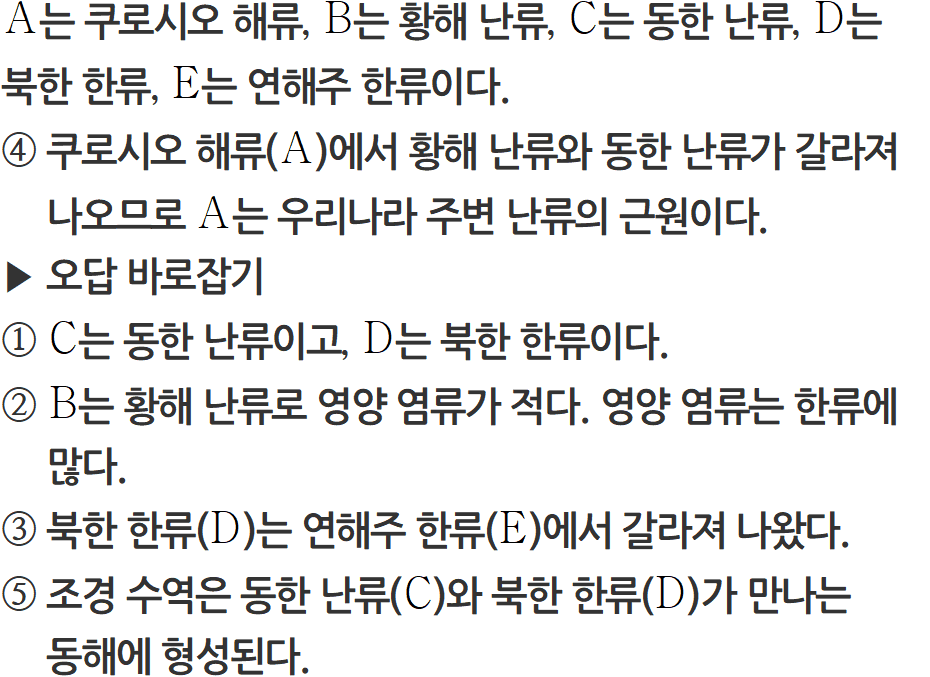 A는 쿠로시오 해류, B는 황해 난류, C는 동한 난류, D는
북한 한류, E는 연해주 한류이다.
④ 쿠로시오 해류(A)에서 황해 난류와 동한 난류가 갈라져
나오므로 A는 우리나라 주변 난류의 근원이다.
▶ 오답 바로잡기
① C는 동한 난류이고, D는 북한 한류이다.
② B는 황해 난류로 영양 염류가 적다. 영양 염류는 한류에
많다.
③ 북한 한류(D)는 연해주 한류(E)에서 갈라져 나왔다.
⑤ 조경 수역은 동한 난류(C)와 북한 한류(D)가 만나는
동해에 형성된다.